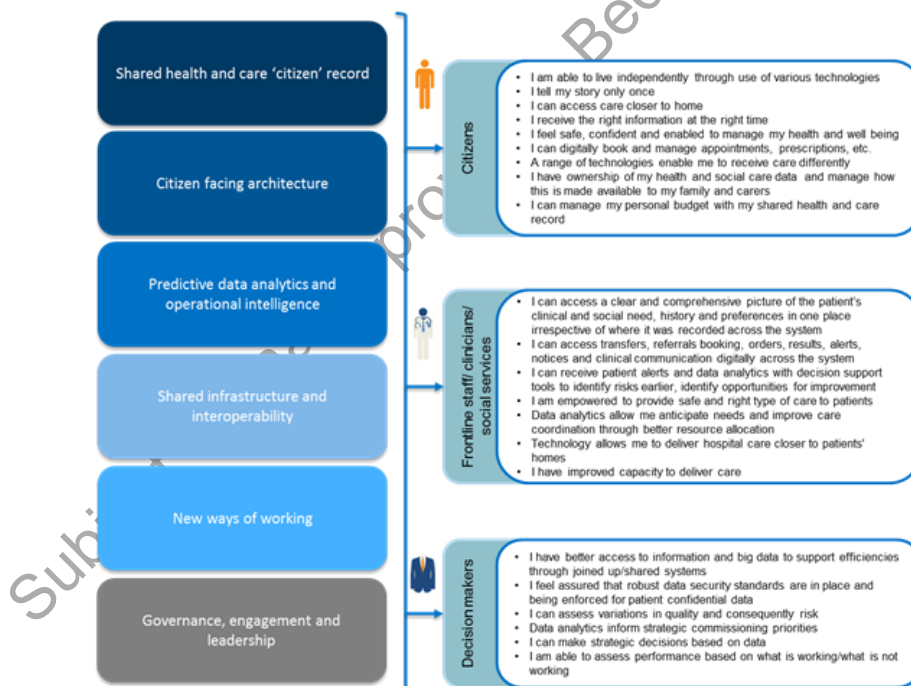 Shared health and care ‘citizen’ record
Citizen facing architecture
Predictive data analytics and
operational intelligence
Shared infrastructure and
interoperability
New ways of working
Governance, engagement and
leadership
Citizens
• I am able to live independently through use of various technologies
• I tell my story only once
• I can access care closer to home
• I receive the right information at the right time
• I feel safe, confident and enabled to manage my health and well being
• I can digitally book and manage appointments, prescriptions, etc.
• A range of technologies enable me to receive care differently
• I have ownership of my health and social care data and manage how
this is made available to my family and carers
• I can manage my personal budget with my shared health and care
record
Frontline staff/ clinicians/
social services
• I can access a clear and comprehensive picture of the patient's
clinical and social need, history and preferences in one place
irrespective of where it was recorded across the system
• I can access transfers, referrals booking, orders, results, alerts,
notices and clinical communication digitally across the system
• I can receive patient alerts and data analytics with decision support
tools to identify risks earlier, identify opportunities for improvement
• I am empowered to provide safe and right type of care to patients
• Data analytics allow me anticipate needs and improve care
coordination through better resource allocation
• Technology allows me to deliver hospital care closer to patients'
homes
• I have improved capacity to deliver care
Decision makers
• I have better access to information and big data to support efficiencies
through joined up/shared systems
• I feel assured that robust data security standards are in place and
being enforced for patient confidential data
• I can assess variations in quality and consequently risk
• Data analytics inform strategic commissioning priorities
• I can make strategic decisions based on data
• I am able to assess performance based on what is working/what is not
working